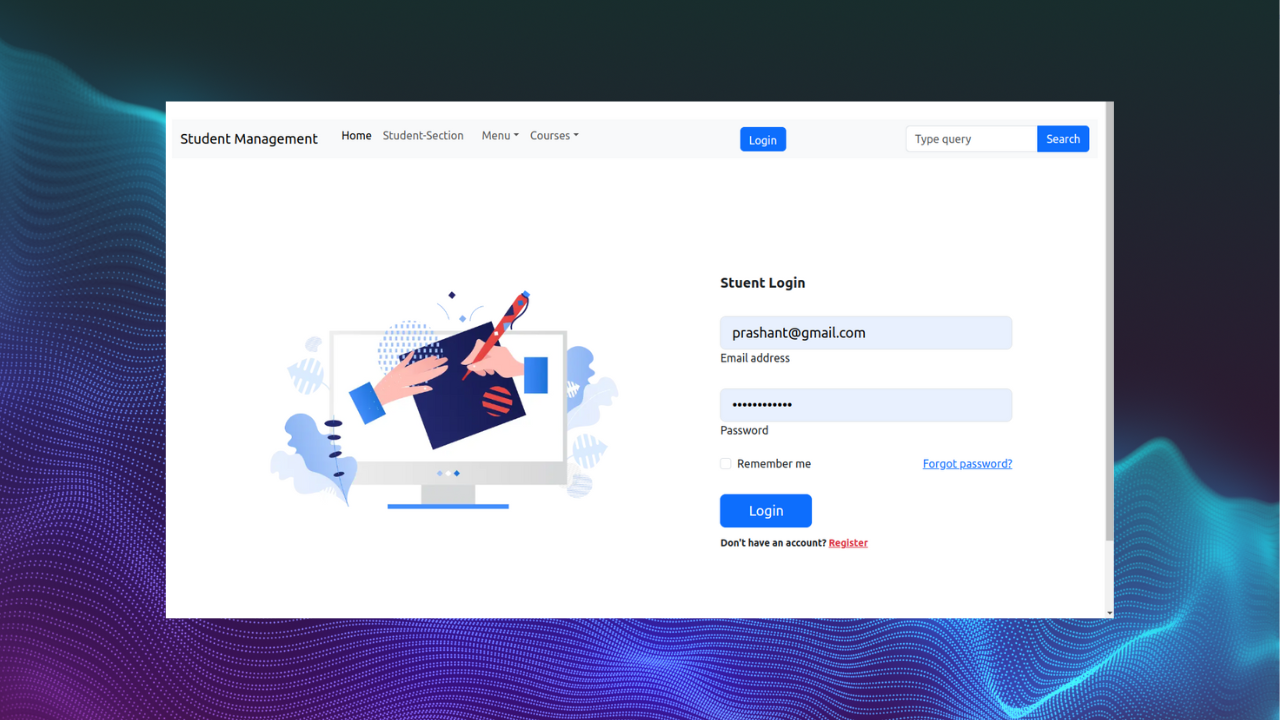 Student Management Home Student-Section Menu Courses Login Type query Search
Stuent Login
prashant@gmail.com
Email address
••••••••••••
Password
Remember me Forgot password?
Login
Don't have an account? Register